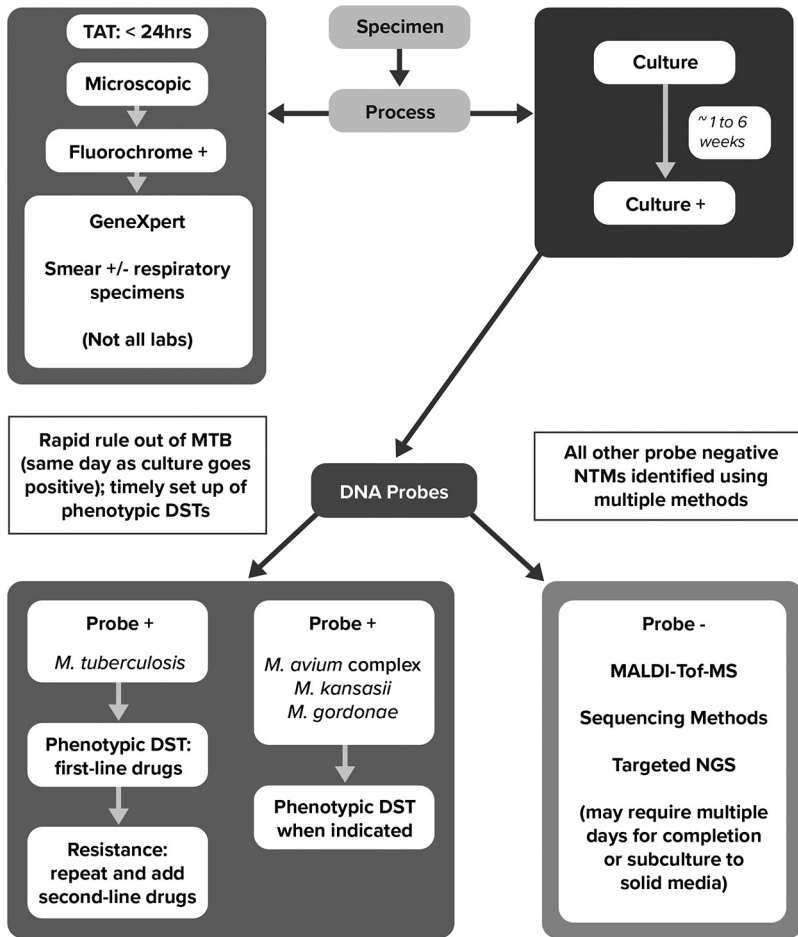 Specimen
Process
TAT: < 24hrs
Microscopic
Fluorochrome +
GeneXpert
Smear +/- respiratory
specimens
(Not all labs)
Culture
~1 to 6
weeks
Culture +
Rapid rule out of MTB
(same day as culture goes
positive); timely set up of
phenotypic DSTs
DNA Probes
All other probe negative
NTMs identified using
multiple methods
Probe +
M. tuberculosis
Phenotypic DST:
first-line drugs
Resistance:
repeat and add
second-line drugs
Probe +
M. avium complex
M. kansasii
M. gordonae
Phenotypic DST
when indicated
Probe -
MALDI-Tof-MS
Sequencing Methods
Targeted NGS
(may require multiple
days for completion
or subculture to
solid media)